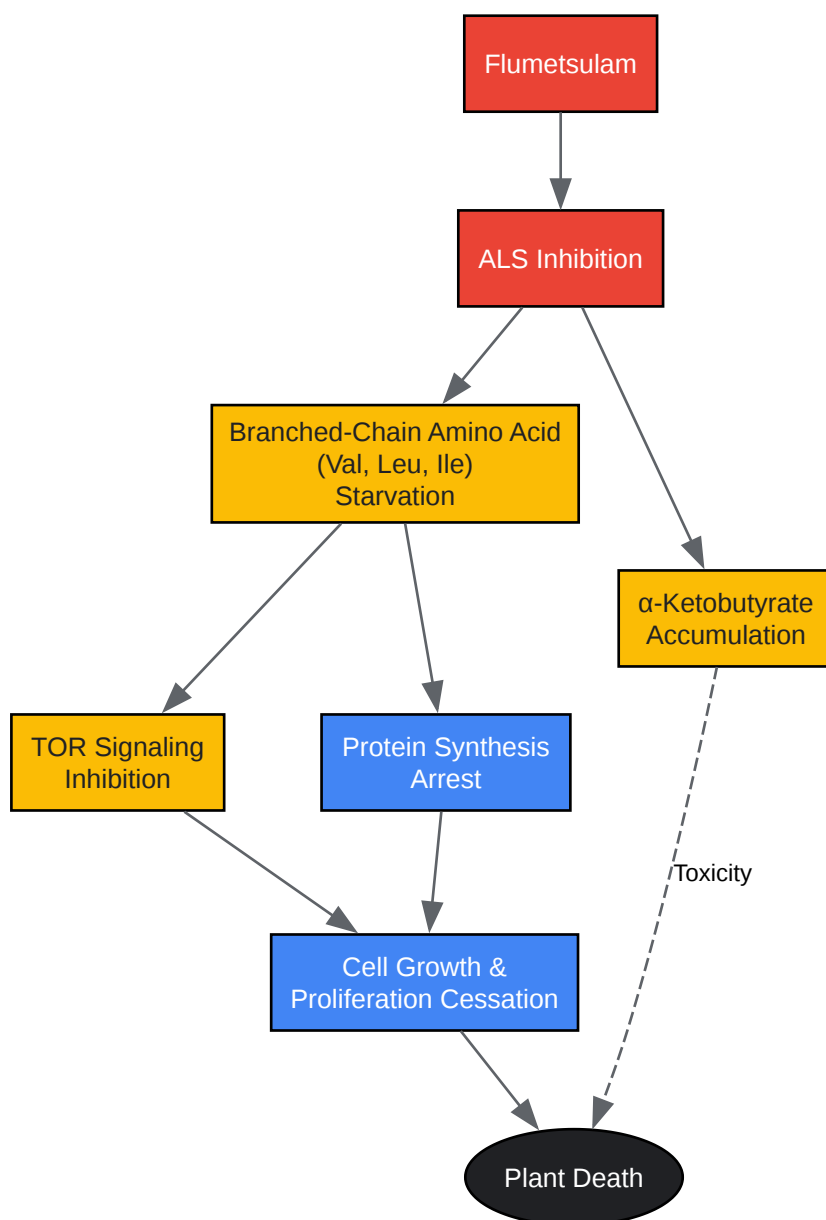 Flumetsulam
ALS Inhibition
Branched-Chain Amino Acid
(Val, Leu, Ile)
Starvation
α-Ketobutyrate
Accumulation
TOR Signaling
Inhibition
Protein Synthesis
Arrest
Toxicity
Cell Growth &
Proliferation Cessation
Plant Death